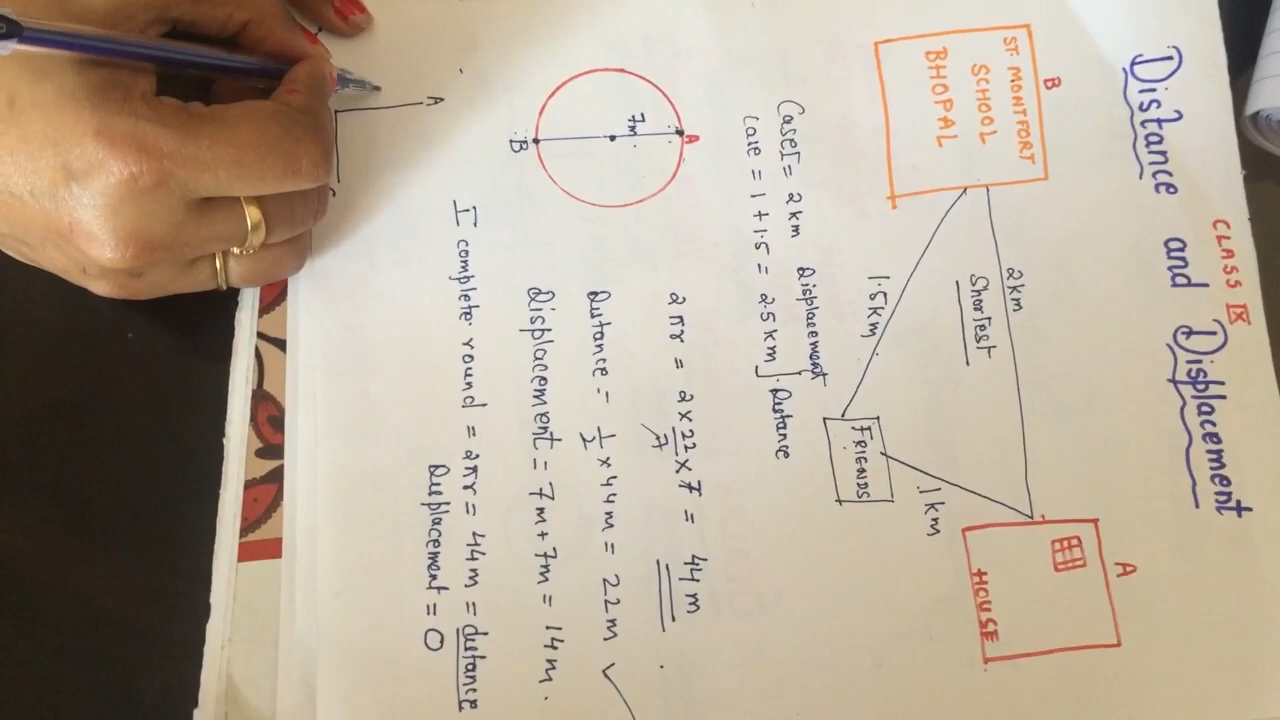 CLASS IX
Distance and Displacement
B
ST. MONTFORT
SCHOOL
BHOPAL
2km
Shortest
1.5km.
FRIENDS
1km
A
HOUSE
Case I = 2 km Displacement
Case = 1 + 1.5 = 2.5 km]. Distance
A
7m
B
2πr = 2 × 22/7 × 7 = 44 m
Distance = 1/2 × 44 m = 22 m
Displacement = 7m + 7m = 14 m.
I complete round = 2πr = 44 m = distance
Displacement = 0
A